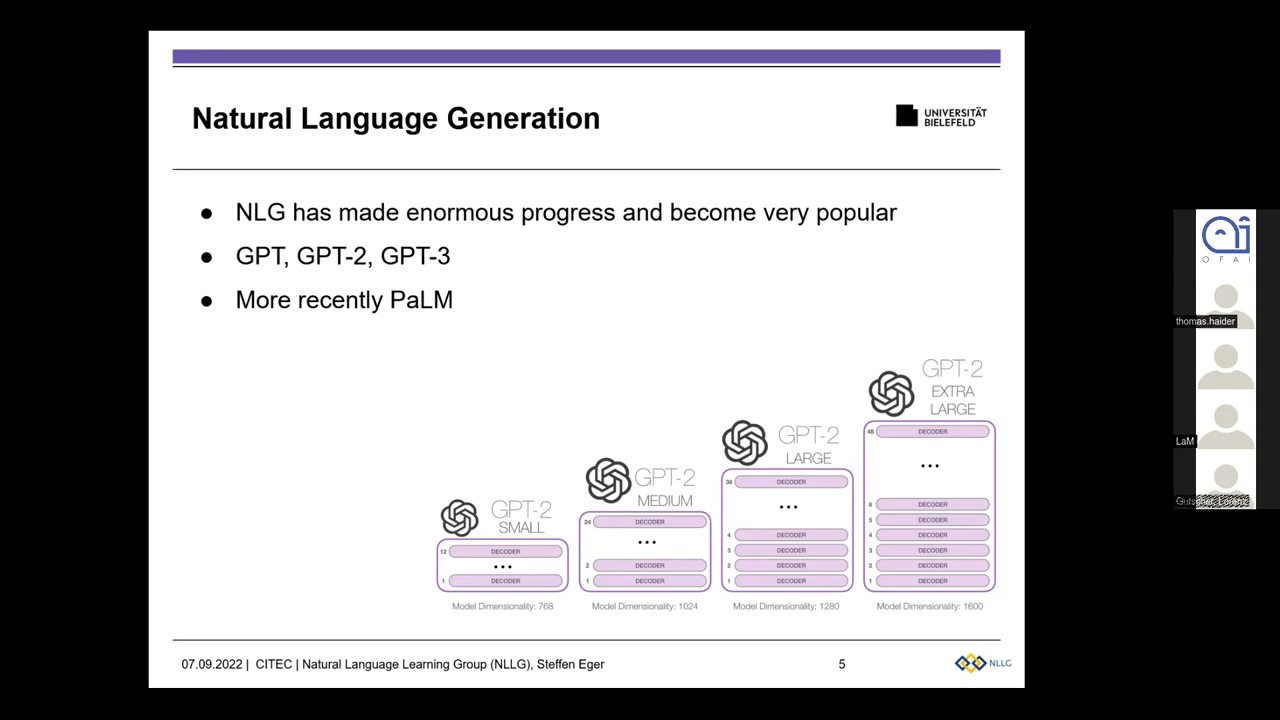 Natural Language Generation
UNIVERSITÄT
BIELEFELD
● NLG has made enormous progress and become very popular
● GPT, GPT-2, GPT-3
● More recently PaLM
GPT-2
SMALL
12 DECODER
...
1 DECODER
Model Dimensionality: 768
GPT-2
MEDIUM
24 DECODER
...
2 DECODER
1 DECODER
Model Dimensionality: 1024
GPT-2
LARGE
36 DECODER
...
4 DECODER
3 DECODER
2 DECODER
1 DECODER
Model Dimensionality: 1280
GPT-2
EXTRA
LARGE
48 DECODER
...
6 DECODER
5 DECODER
4 DECODER
3 DECODER
2 DECODER
1 DECODER
Model Dimensionality: 1600
07.09.2022 | CITEC | Natural Language Learning Group (NLLG), Steffen Eger
5
NLLG
OFAI
thomas.haider
LaM